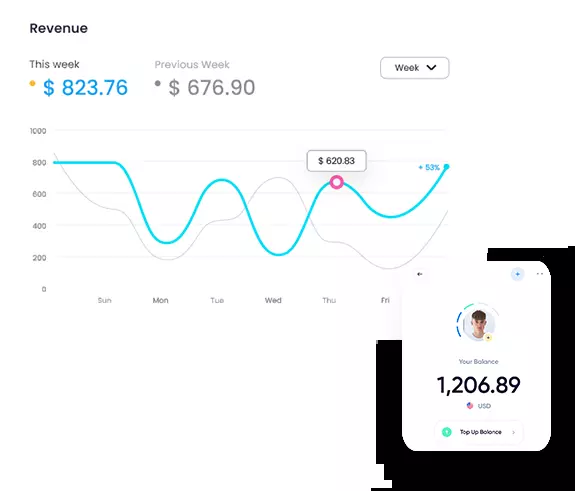 Revenue
This week
$ 823.76
Previous Week
$ 676.90
Week
1000
800
600
400
200
0
$ 620.83
+ 53%
Sun
Mon
Tue
Wed
Thu
Fri
Your Balance
1,206.89
USD
Top Up Balance